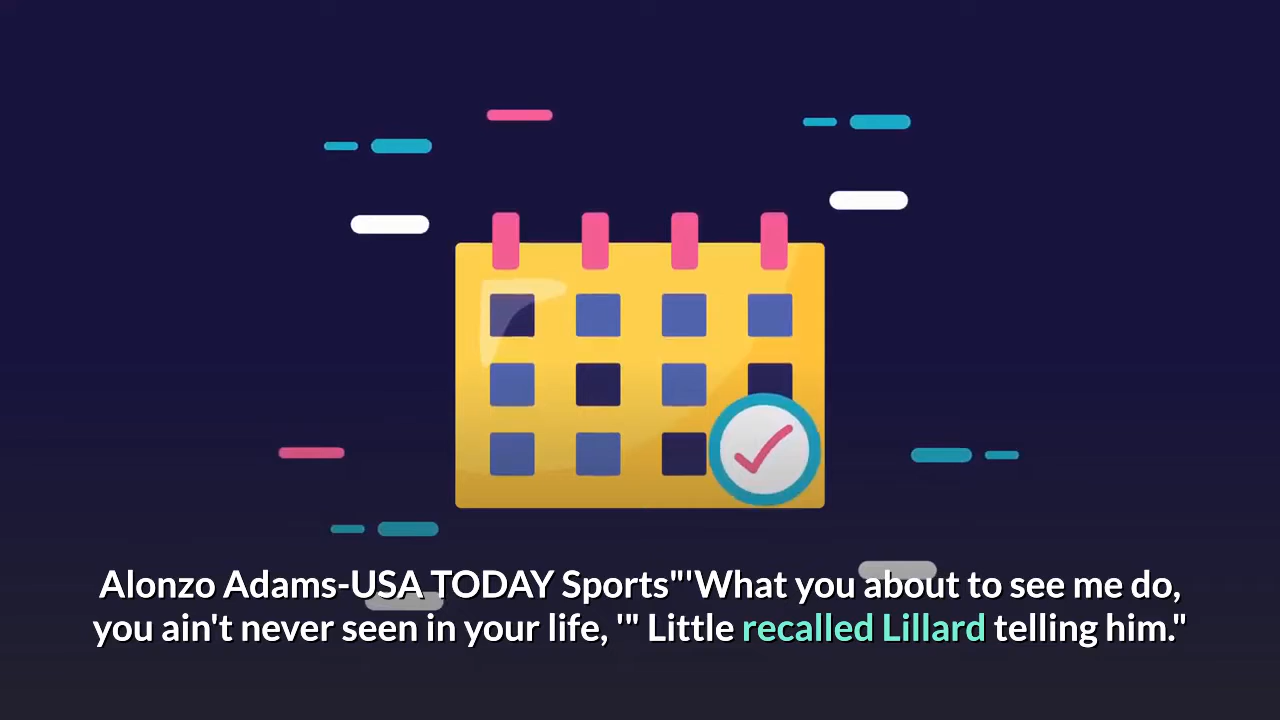 Alonzo Adams-USA TODAY Sports"'What you about to see me do,
you ain't never seen in your life, '" Little recalled Lillard telling him."